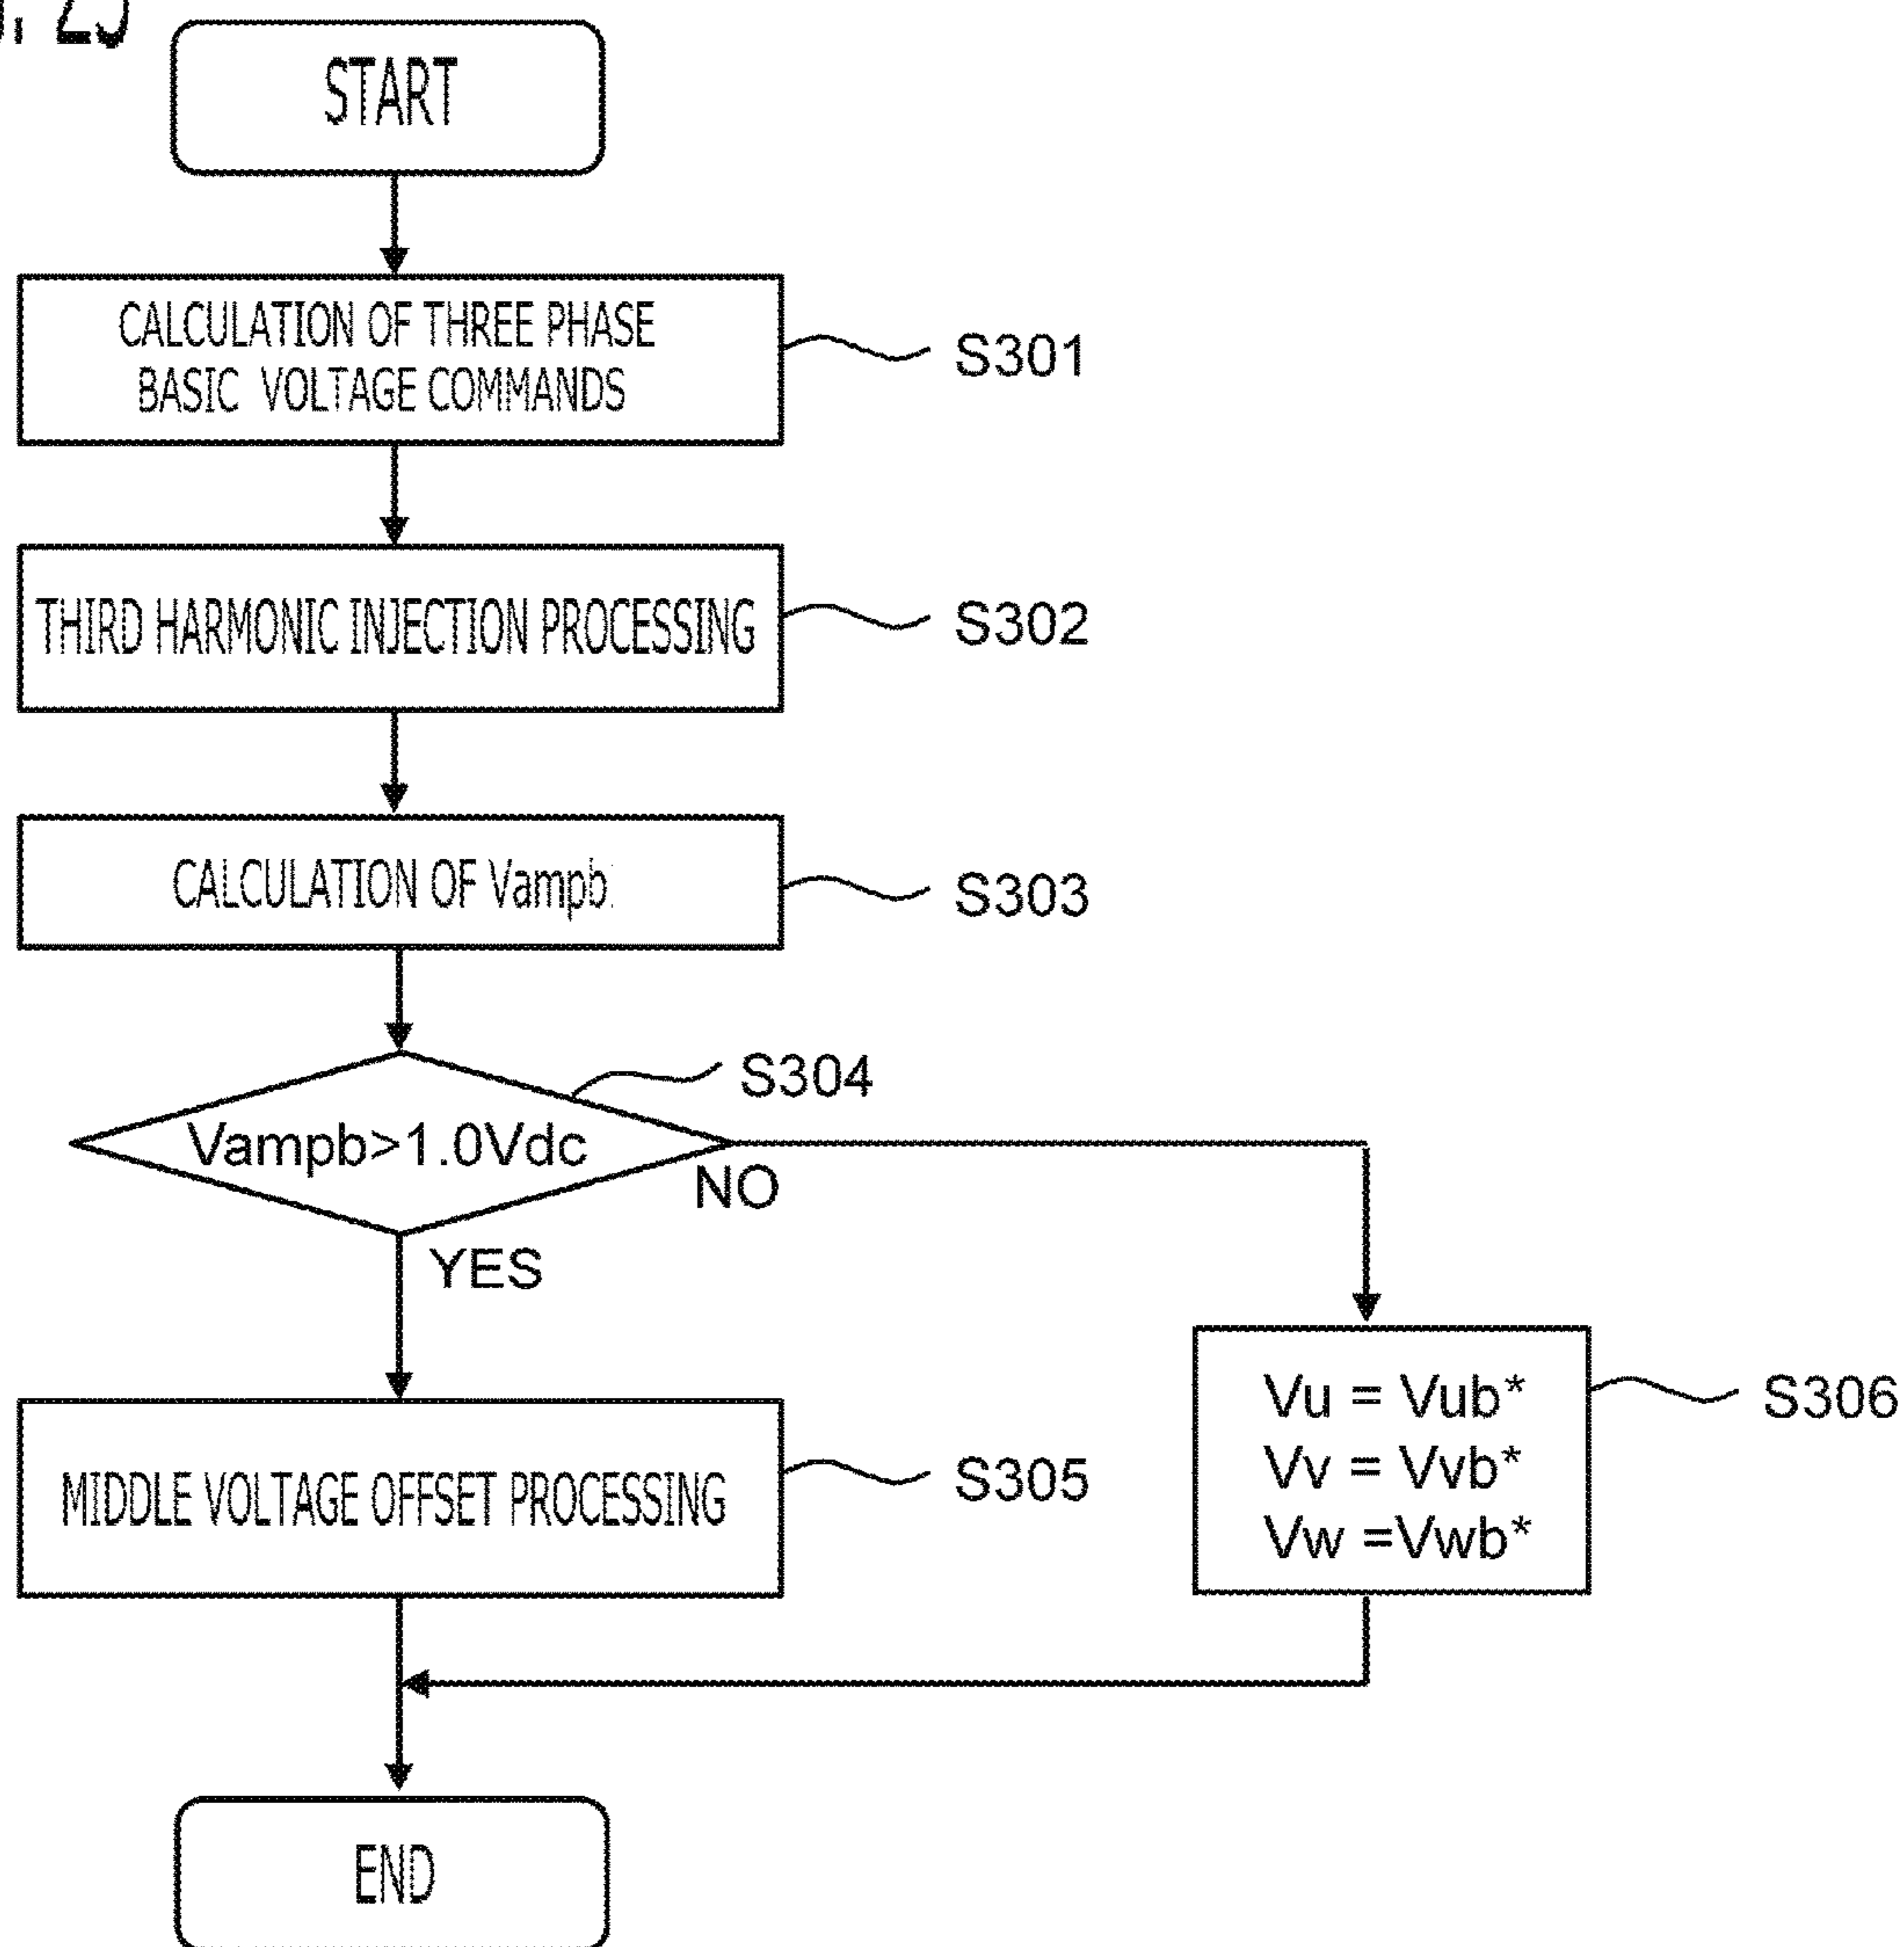 23
START
CALCULATION OF THREE PHASE
BASIC VOLTAGE COMMANDS
S301
THIRD HARMONIC INJECTION PROCESSING
S302
CALCULATION OF Vampb
S303
S304
Vampb>1.0Vdc
NO
YES
MIDDLE VOLTAGE OFFSET PROCESSING
S305
Vu = Vub*
Vv = Vvb*
Vw =Vwb*
S306
END